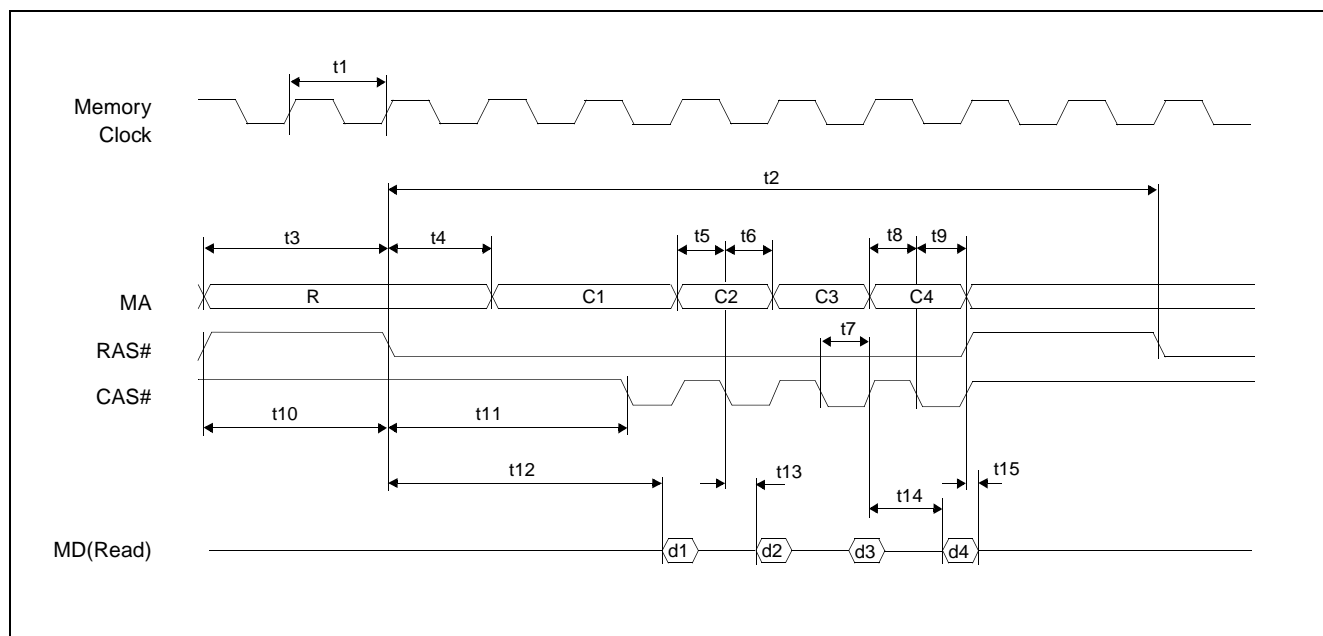 t1
Memory
Clock
t2
t3 t4 t5 t6 t8 t9
MA R C1 C2 C3 C4
t7
RAS#
CAS#
t10 t11
t12 t13 t15
t14
MD(Read) d1 d2 d3 d4